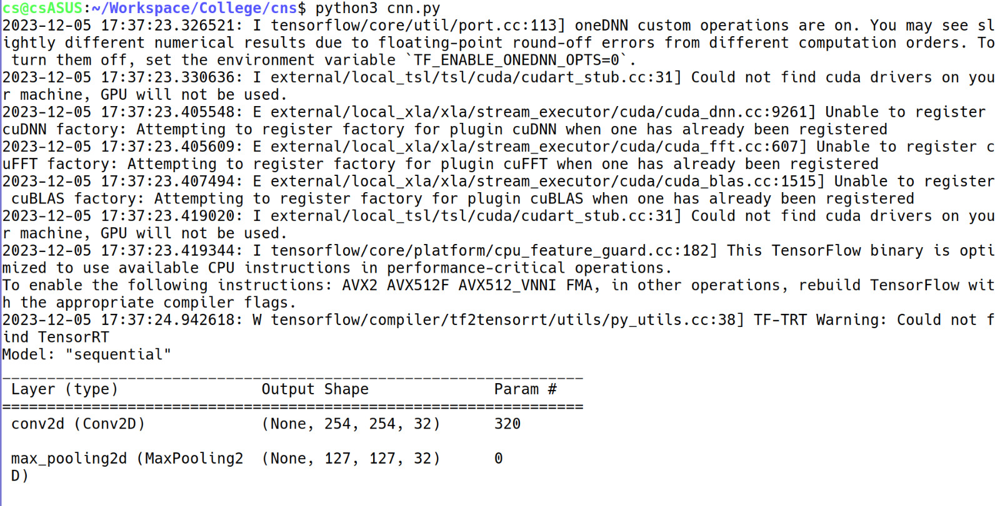 cs@csASUS:~/Workspace/College/cns$ python3 cnn.py
2023-12-05 17:37:23.326521: I tensorflow/core/util/port.cc:113] oneDNN custom operations are on. You may see sl
ightly different numerical results due to floating-point round-off errors from different computation orders. To
 turn them off, set the environment variable `TF_ENABLE_ONEDNN_OPTS=0`.
2023-12-05 17:37:23.330636: I external/local_tsl/tsl/cuda/cudart_stub.cc:31] Could not find cuda drivers on you
r machine, GPU will not be used.
2023-12-05 17:37:23.405548: E external/local_xla/xla/stream_executor/cuda/cuda_dnn.cc:9261] Unable to register 
cuDNN factory: Attempting to register factory for plugin cuDNN when one has already been registered
2023-12-05 17:37:23.405609: E external/local_xla/xla/stream_executor/cuda/cuda_fft.cc:607] Unable to register c
uFFT factory: Attempting to register factory for plugin cuFFT when one has already been registered
2023-12-05 17:37:23.407494: E external/local_xla/xla/stream_executor/cuda/cuda_blas.cc:1515] Unable to register
 cuBLAS factory: Attempting to register factory for plugin cuBLAS when one has already been registered
2023-12-05 17:37:23.419020: I external/local_tsl/tsl/cuda/cudart_stub.cc:31] Could not find cuda drivers on you
r machine, GPU will not be used.
2023-12-05 17:37:23.419344: I tensorflow/core/platform/cpu_feature_guard.cc:182] This TensorFlow binary is opti
mized to use available CPU instructions in performance-critical operations.
To enable the following instructions: AVX2 AVX512F AVX512_VNNI FMA, in other operations, rebuild TensorFlow wit
h the appropriate compiler flags.
2023-12-05 17:37:24.942618: W tensorflow/compiler/tf2tensorrt/utils/py_utils.cc:38] TF-TRT Warning: Could not f
ind TensorRT
Model: "sequential"
_________________________________________________________________
 Layer (type)                Output Shape              Param #
=================================================================
 conv2d (Conv2D)             (None, 254, 254, 32)      320
 max_pooling2d (MaxPooling2  (None, 127, 127, 32)      0
 D)